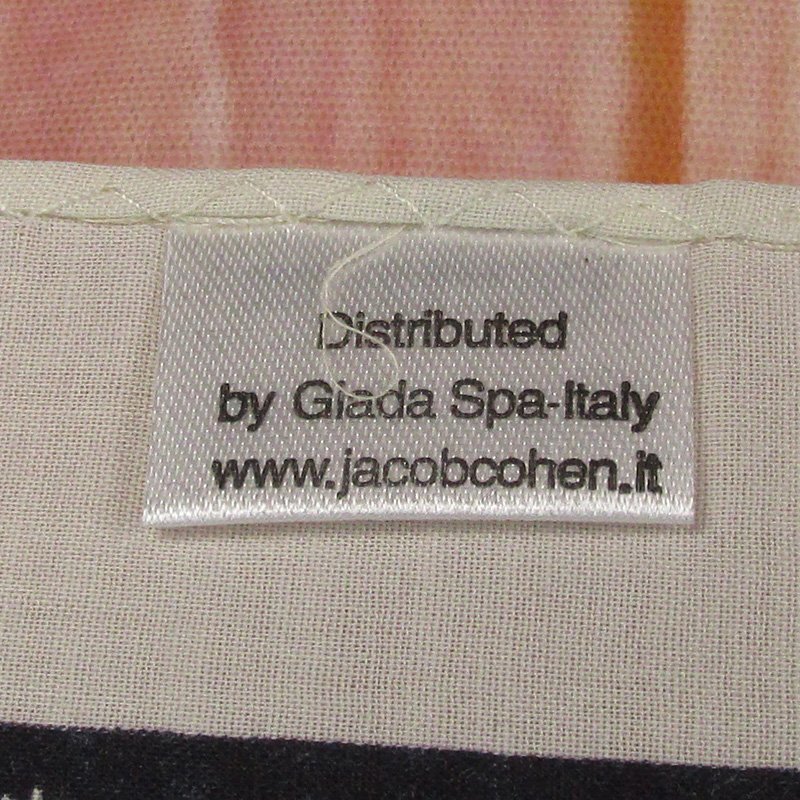 Distributed
by Giada Spa-Italy
www.jacobcohen.it